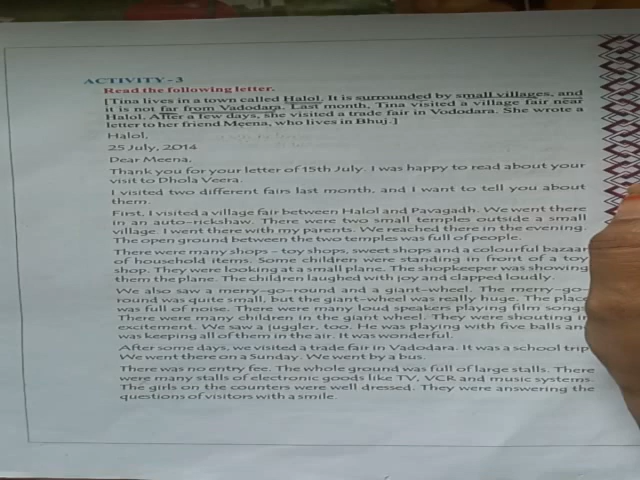 ACTIVITY - 3
Read the following letter.
[Tina lives in a town called Halol. It is surrounded by small villages, and
it is not far from Vadodara. Last month, Tina visited a village fair near
Halol. After a few days, she visited a trade fair in Vododara. She wrote a
letter to her friend Meena, who lives in Bhuj.]
Halol,
25 July, 2014
Dear Meena,
Thank you for your letter of 15th July. I was happy to read about your
visit to Dhola Veera.
I visited two different fairs last month, and I want to tell you about
them.
First, I visited a village fair between Halol and Pavagadh. We went there
in an auto-rickshaw. There were two small temples outside a small
village. I went there with my parents. We reached there in the evening.
The open ground between the two temples was full of people.
There were many shops – toy shops, sweet shops and a colourful bazaar
of household items. Some children were standing in front of a toy
shop. They were looking at a small plane. The shopkeeper was showing
them the plane. The children laughed with joy and clapped loudly.
We also saw a merry-go-round and a giant-wheel. The merry-go-
round was quite small, but the giant-wheel was really huge. The place
was full of noise. There were many loud speakers playing film songs.
There were many children in the giant wheel. They were shouting in
excitement. We saw a juggler, too. He was playing with five balls and
was keeping all of them in the air. It was wonderful.
After some days, we visited a trade fair in Vadodara. It was a school trip.
We went there on a Sunday. We went by a bus.
There was no entry fee. The whole ground was full of large stalls. There
were many stalls of electronic goods like TV, VCR and music systems.
The girls on the counters were well dressed. They were answering the
questions of visitors with a smile.